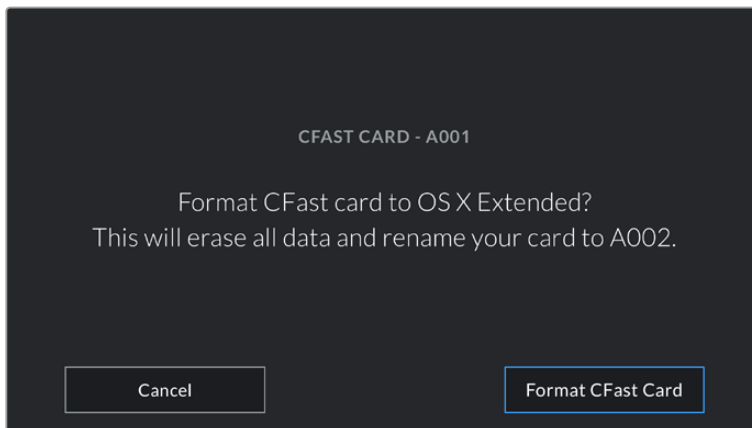 CFAST CARD - A001
Format CFast card to OS X Extended?
This will erase all data and rename your card to A002.
Cancel
Format CFast Card